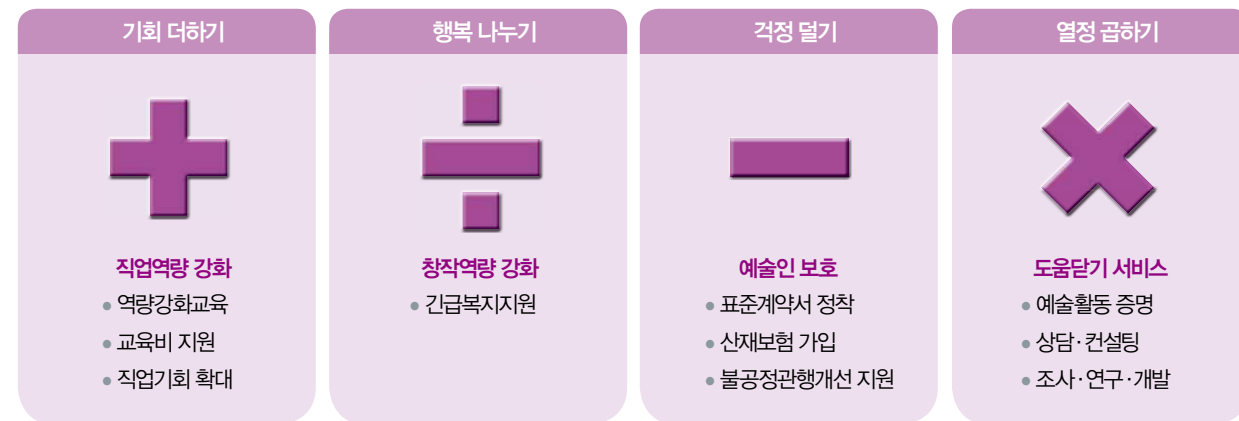 기회 더하기
직업역량 강화
● 역량강화교육
● 교육비 지원
● 직업기회 확대
행복 나누기
창작역량 강화
● 긴급복지지원
걱정 덜기
예술인 보호
● 표준계약서 정착
● 산재보험 가입
● 불공정관행개선 지원
열정 곱하기
도움닫기 서비스
● 예술활동 증명
● 상담·컨설팅
● 조사·연구·개발